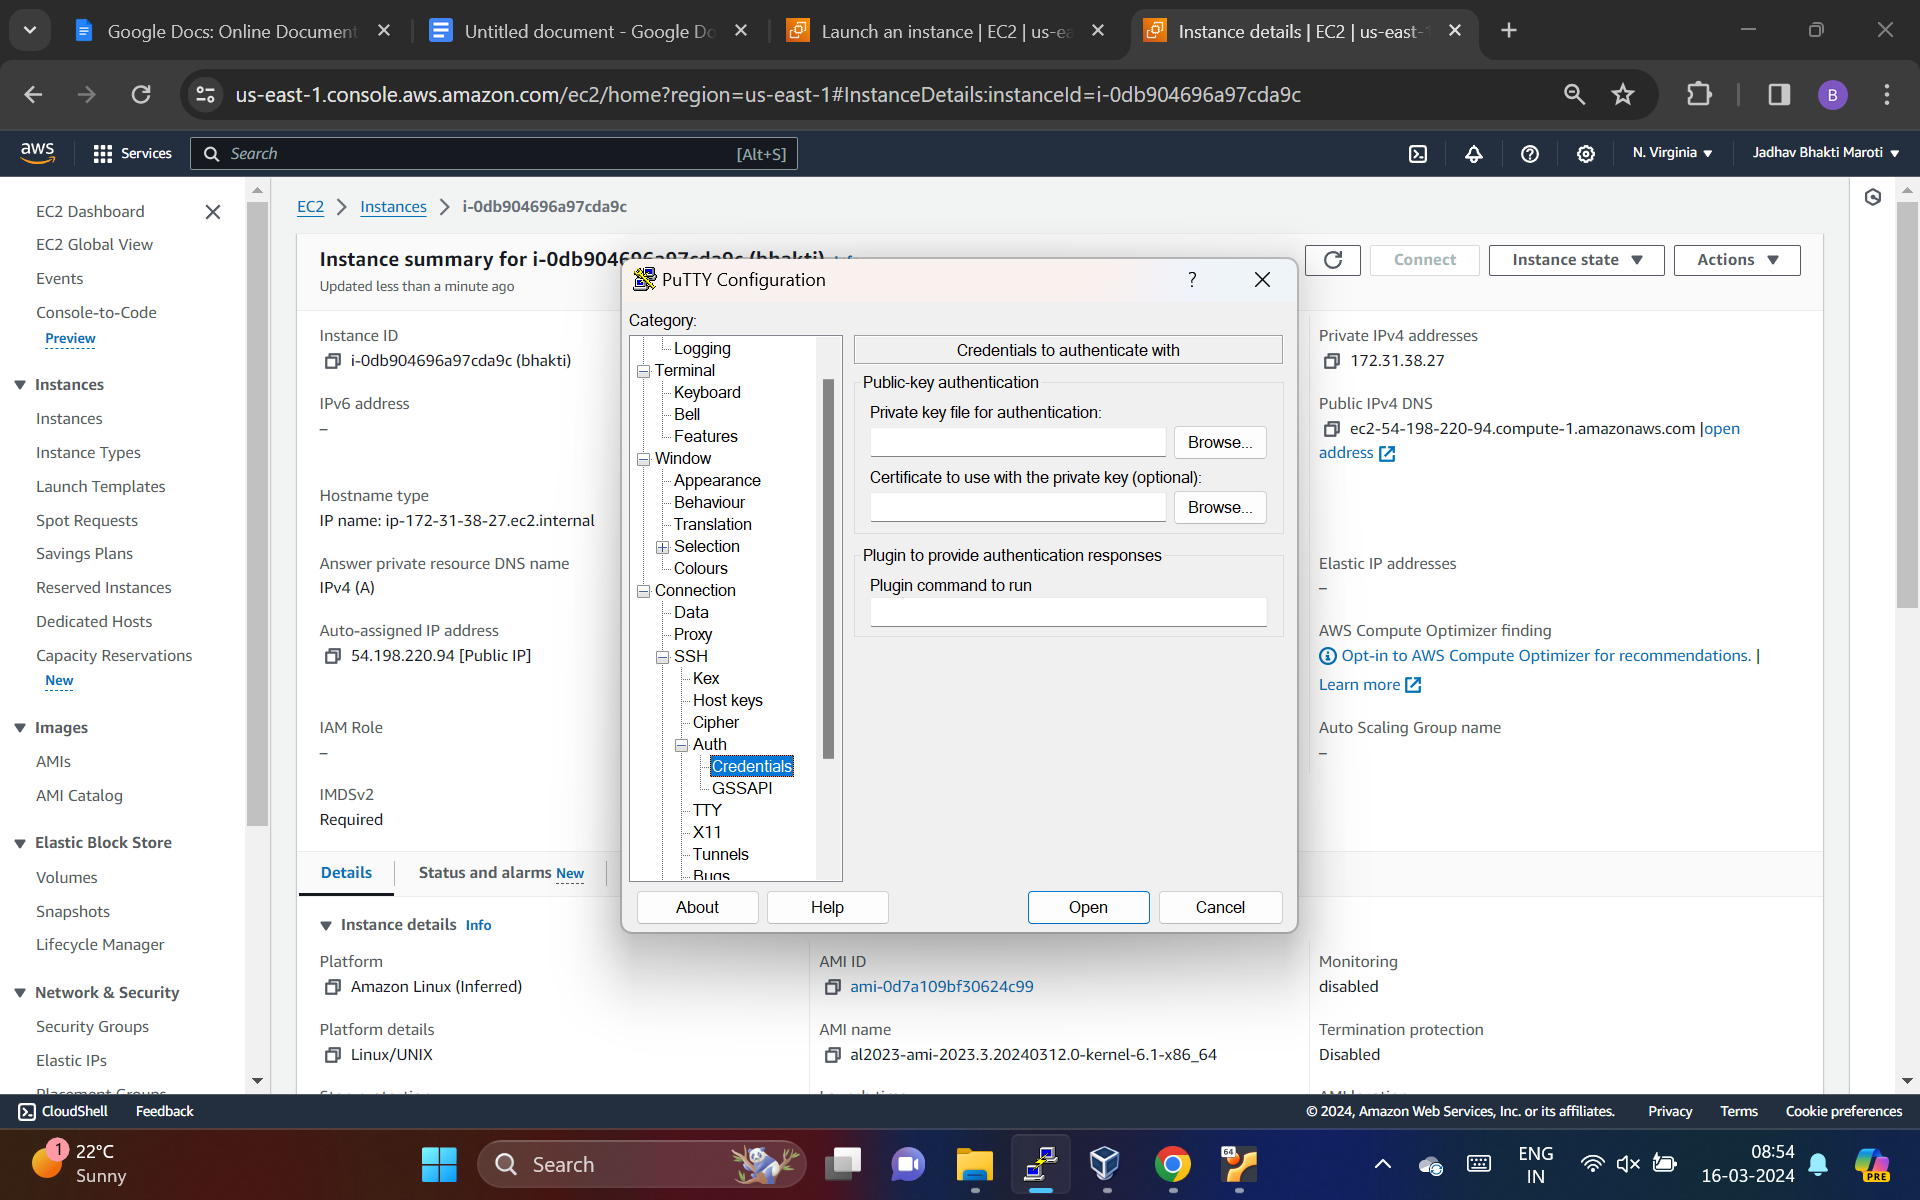 Google Docs: Online Document
Untitled document - Google Do
Launch an instance | EC2 | us-ea
Instance details | EC2 | us-east-1
us-east-1.console.aws.amazon.com/ec2/home?region=us-east-1#InstanceDetails:instanceId=i-0db904696a97cda9c
B
aws
Services
Search
[Alt+S]
N. Virginia
Jadhav Bhakti Maroti
EC2 Dashboard
EC2 Global View
Events
Console-to-Code
Preview
Instances
Instances
Instance Types
Launch Templates
Spot Requests
Savings Plans
Reserved Instances
Dedicated Hosts
Capacity Reservations
New
Images
AMIs
AMI Catalog
Elastic Block Store
Volumes
Snapshots
Lifecycle Manager
Network & Security
Security Groups
Elastic IPs
Placement Groups
EC2 > Instances > i-0db904696a97cda9c
Instance summary for i-0db904696a97cda9c (bhakti) Info
Updated less than a minute ago
Connect
Instance state
Actions
Instance ID
i-0db904696a97cda9c (bhakti)
IPv6 address
–
Hostname type
IP name: ip-172-31-38-27.ec2.internal
Answer private resource DNS name
IPv4 (A)
Auto-assigned IP address
54.198.220.94 [Public IP]
IAM Role
–
IMDSv2
Required
Private IPv4 addresses
172.31.38.27
Public IPv4 DNS
ec2-54-198-220-94.compute-1.amazonaws.com |open
address
Elastic IP addresses
–
AWS Compute Optimizer finding
Opt-in to AWS Compute Optimizer for recommendations. |
Learn more
Auto Scaling Group name
–
PuTTY Configuration
?
Category:
Logging
Terminal
Keyboard
Bell
Features
Window
Appearance
Behaviour
Translation
Selection
Colours
Connection
Data
Proxy
SSH
Kex
Host keys
Cipher
Auth
Credentials
GSSAPI
TTY
X11
Tunnels
Bugs
Credentials to authenticate with
Public-key authentication
Private key file for authentication:
Browse...
Certificate to use with the private key (optional):
Browse...
Plugin to provide authentication responses
Plugin command to run
About
Help
Open
Cancel
Details
Status and alarms New
Instance details Info
Platform
Amazon Linux (Inferred)
Platform details
Linux/UNIX
AMI ID
ami-0d7a109bf30624c99
AMI name
al2023-ami-2023.3.20240312.0-kernel-6.1-x86_64
Monitoring
disabled
Termination protection
Disabled
CloudShell
Feedback
© 2024, Amazon Web Services, Inc. or its affiliates.
Privacy
Terms
Cookie preferences
1
22°C
Sunny
Search
64
ENG
IN
08:54
16-03-2024
PRE